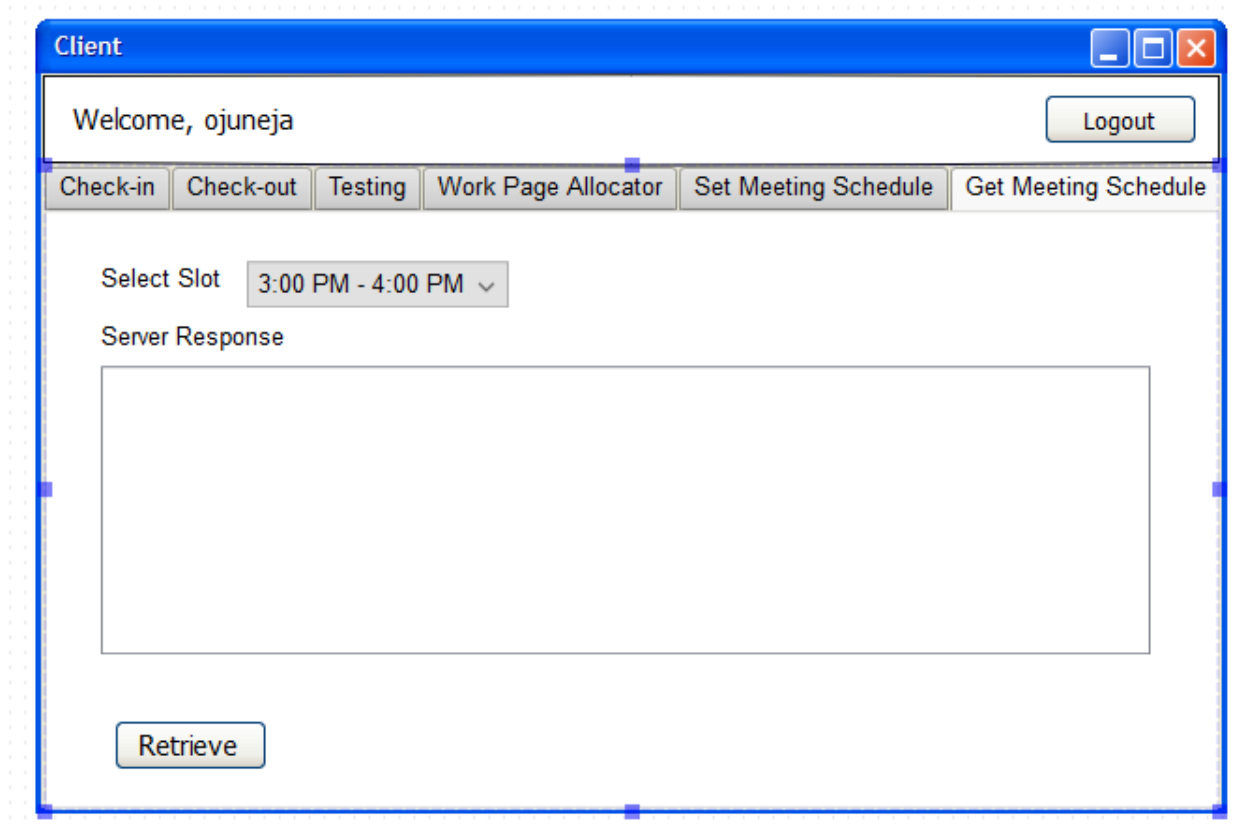 Client
Welcome, ojuneja
Logout
Check-in Check-out Testing Work Page Allocator Set Meeting Schedule Get Meeting Schedule
Select Slot 3:00 PM - 4:00 PM
Server Response
Retrieve